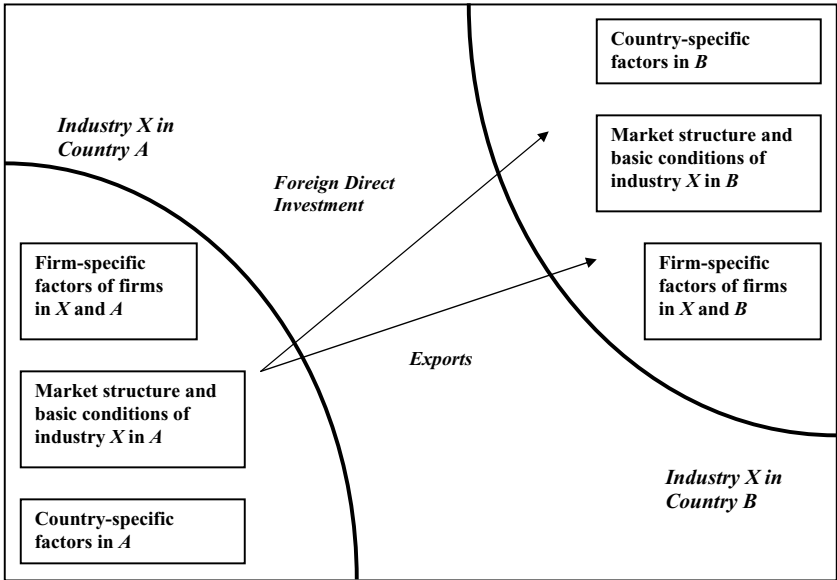 Country-specific
factors in B
Industry X in
Country A
Market structure and
basic conditions of
industry X in B
Foreign Direct
Investment
Firm-specific
factors of firms
in X and A
Firm-specific
factors of firms
in X and B
Exports
Market structure and
basic conditions of
industry X in A
Industry X in
Country B
Country-specific
factors in A